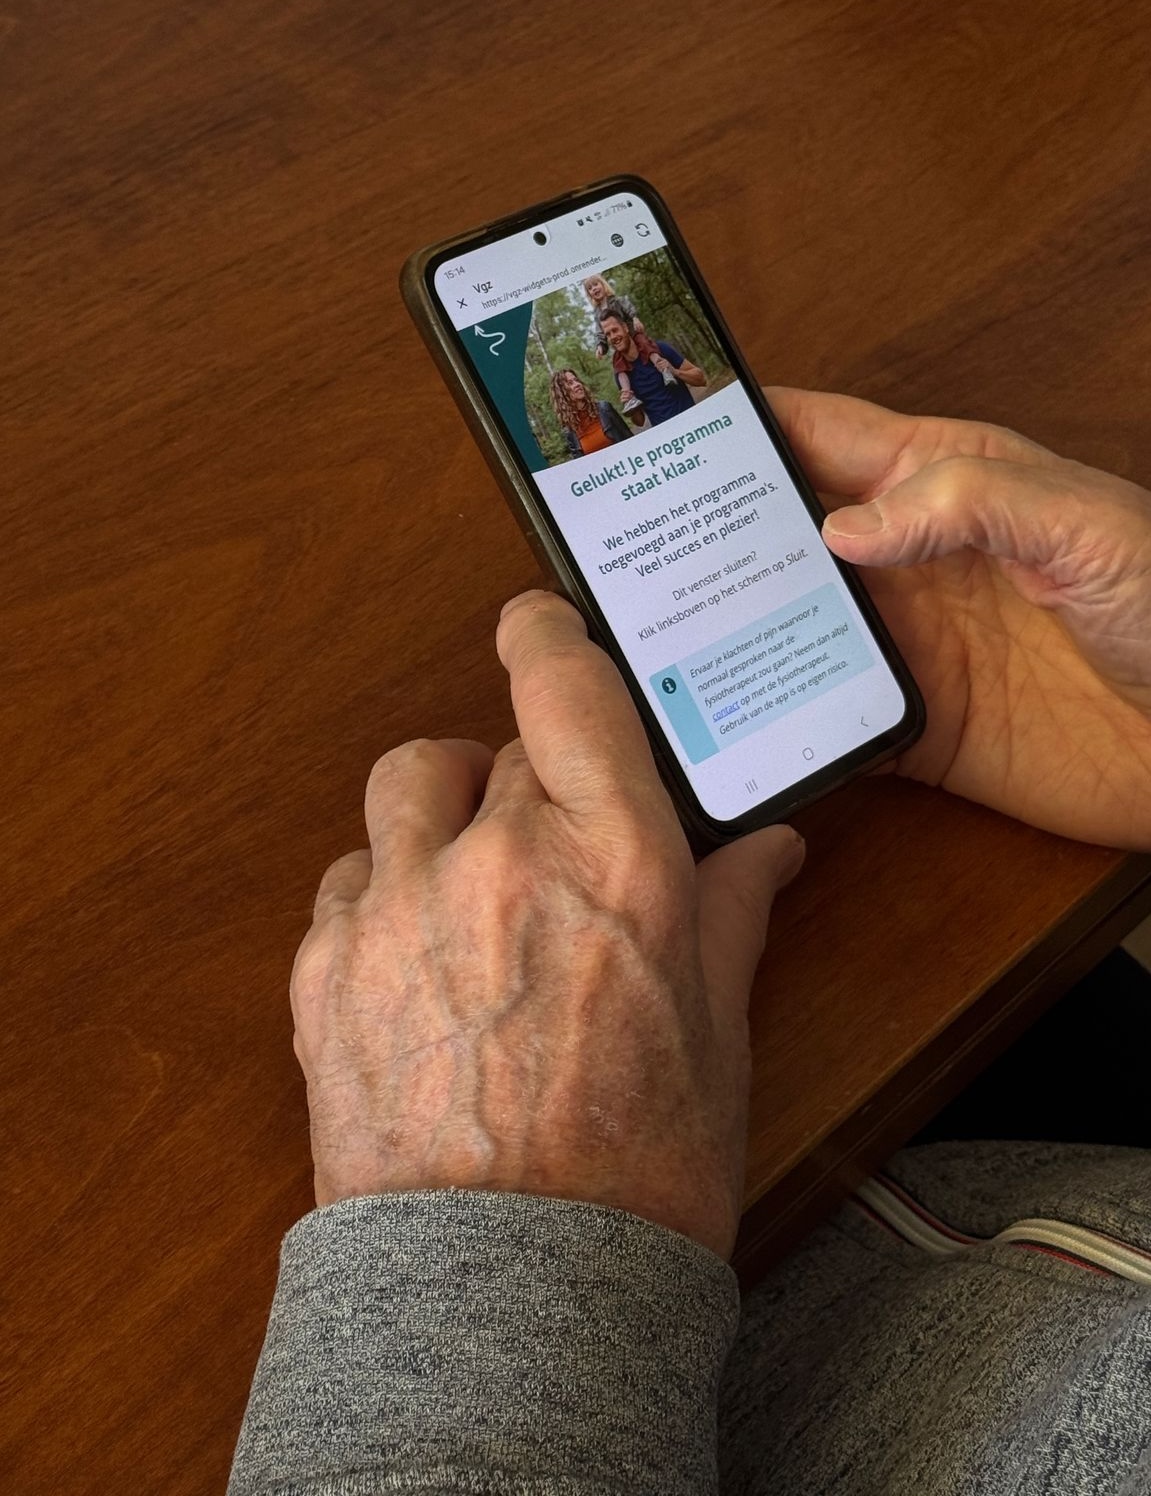 15:14
77%
Vgz
https://vgz-widgets-prod.onrender...
Gelukt! Je programma
staat klaar.
We hebben het programma
toegevoegd aan je programma's.
Veel succes en plezier!
Dit venster sluiten?
Klik linksboven op het scherm op Sluit.
Ervaar je klachten of pijn waarvoor je
normaal gesproken naar de
fysiotherapeut zou gaan? Neem dan altijd
contact op met de fysiotherapeut.
Gebruik van de app is op eigen risico.